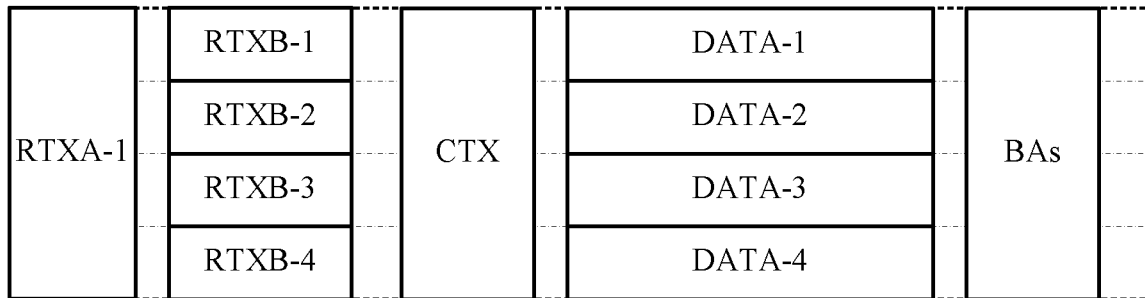 RTXA-1
RTXB-1
RTXB-2
RTXB-3
RTXB-4
CTX
DATA-1
DATA-2
DATA-3
DATA-4
BAs